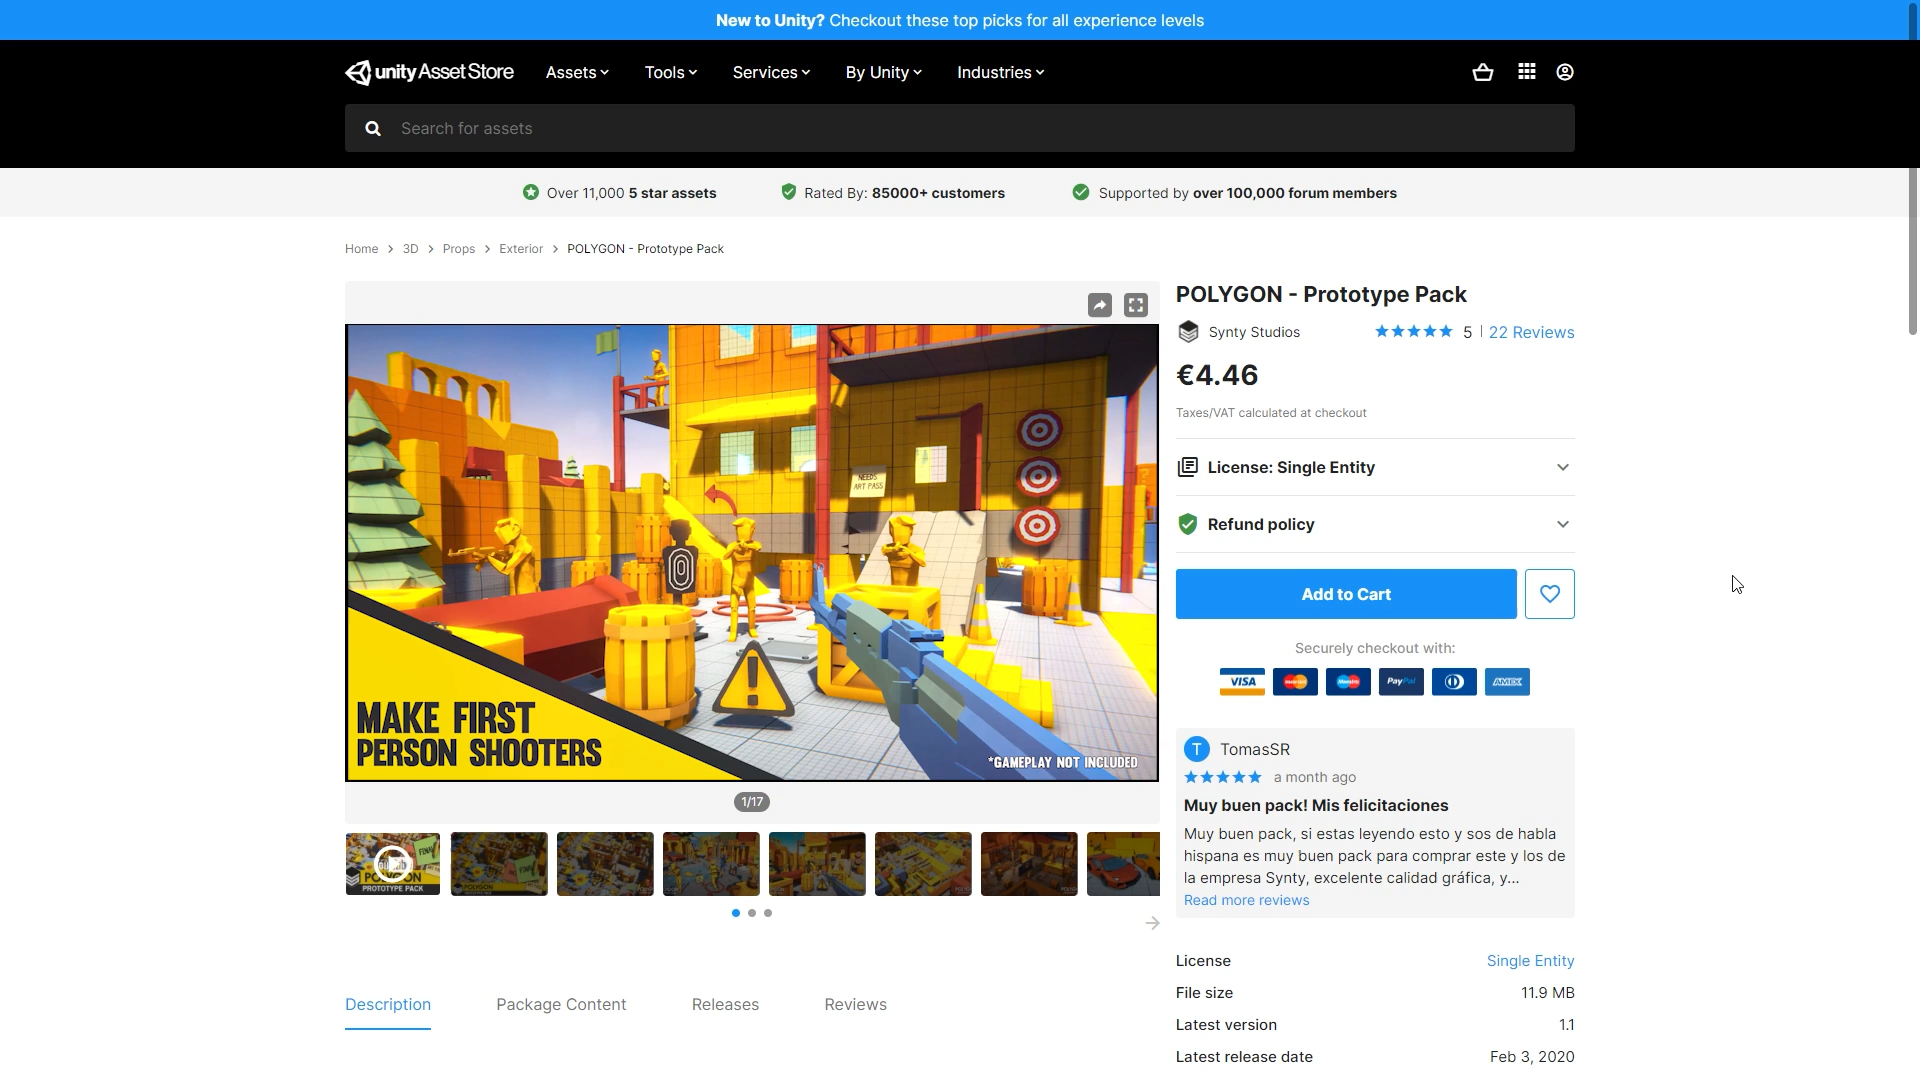 New to Unity? Checkout these top picks for all experience levels
unity Asset Store
Assets
Tools
Services
By Unity
Industries
Search for assets
Over 11,000 5 star assets
Rated By: 85000+ customers
Supported by over 100,000 forum members
Home > 3D > Props > Exterior > POLYGON - Prototype Pack
NEEDS
ART PASS
MAKE FIRST
PERSON SHOOTERS
*GAMEPLAY NOT INCLUDED
1/17
FINAL
POLYGON
PROTOTYPE PACK
Description
Package Content
Releases
Reviews
POLYGON - Prototype Pack
Synty Studios
5 | 22 Reviews
€4.46
Taxes/VAT calculated at checkout
License: Single Entity
Refund policy
Add to Cart
Securely checkout with:
VISA
PayPal
AMEX
T TomasSR
a month ago
Muy buen pack! Mis felicitaciones
Muy buen pack, si estas leyendo esto y sos de habla
hispana es muy buen pack para comprar este y los de
la empresa Synty, excelente calidad gráfica, y...
Read more reviews
License Single Entity
File size 11.9 MB
Latest version 1.1
Latest release date Feb 3, 2020